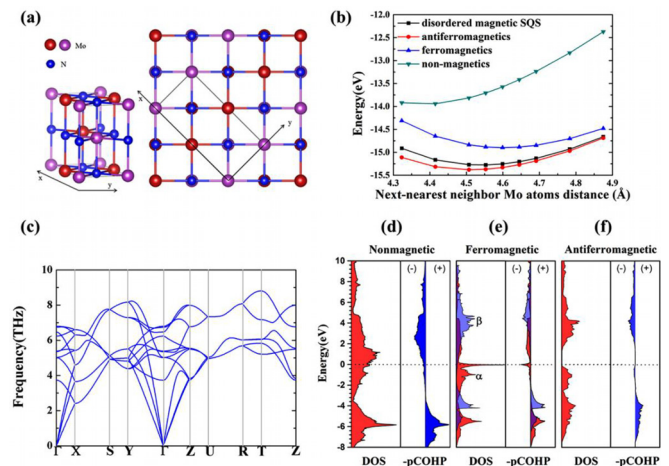 (a)
Mo
N
x
y
x
y
(b)
-12.0
-12.5
-13.0
-13.5
-14.0
-14.5
-15.0
-15.5
Energy(eV)
disordered magnetic SQS
antiferromagnetics
ferromagnetics
non-magnetics
4.3 4.4 4.5 4.6 4.7 4.8 4.9
Next-nearest neighbor Mo atoms distance (Å)
(c)
10
8
6
4
2
0
Frequency(THz)
Γ X S Y Γ Z U R T Z
(d) (e) (f)
Nonmagnetic Ferromagnetic Antiferromagnetic
(-) (+) (-) (+) (-) (+)
10
8
6
4
2
0
-2
-4
-6
-8
Energy(eV)
β
α
DOS -pCOHP DOS -pCOHP DOS -pCOHP